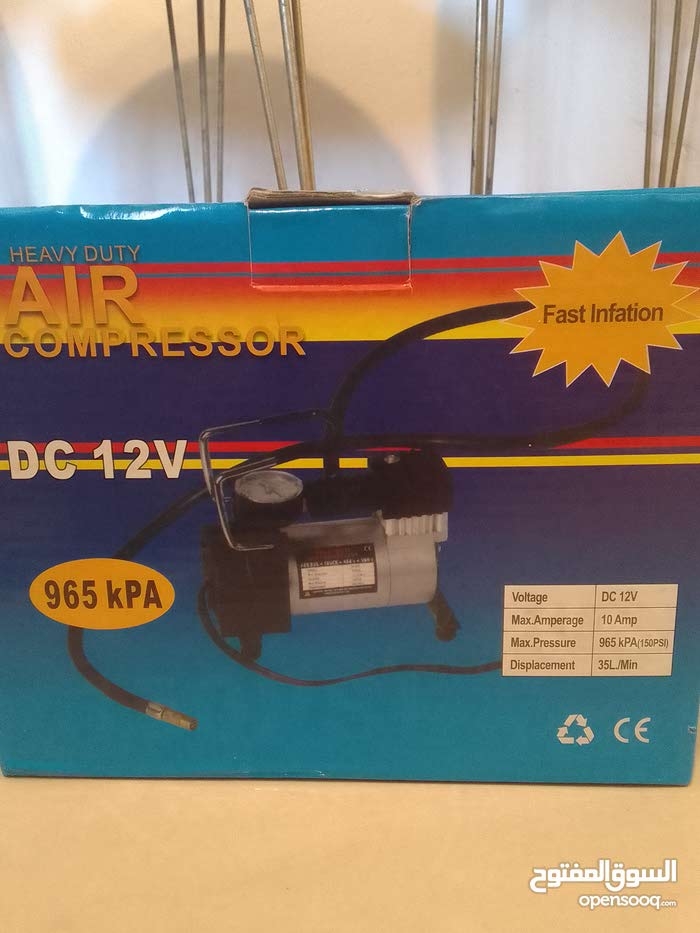 HEAVY DUTY
AIR
COMPRESSOR
Fast Infation
DC 12V
965 kPA
Voltage DC 12V
Max.Amperage 10 Amp
Max.Pressure 965 kPA(150PSI)
Displacement 35L./Min
CE
السوق المفتوح
opensooq.com